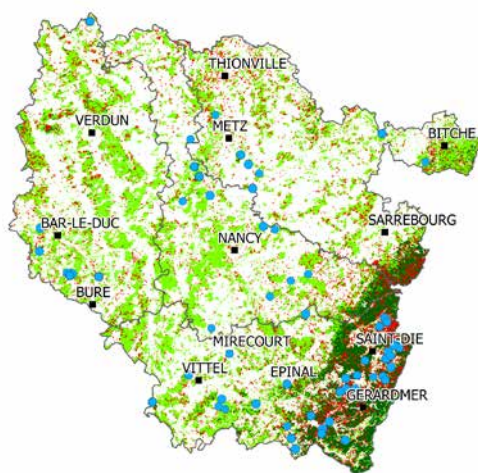 THIONVILLE
VERDUN
METZ
BITCHE
BAR-LE-DUC
SARREBOURG
NANCY
BURE
MIRECOURT
SAINT-DIE
VITTEL
EPINAL
GERARDMER